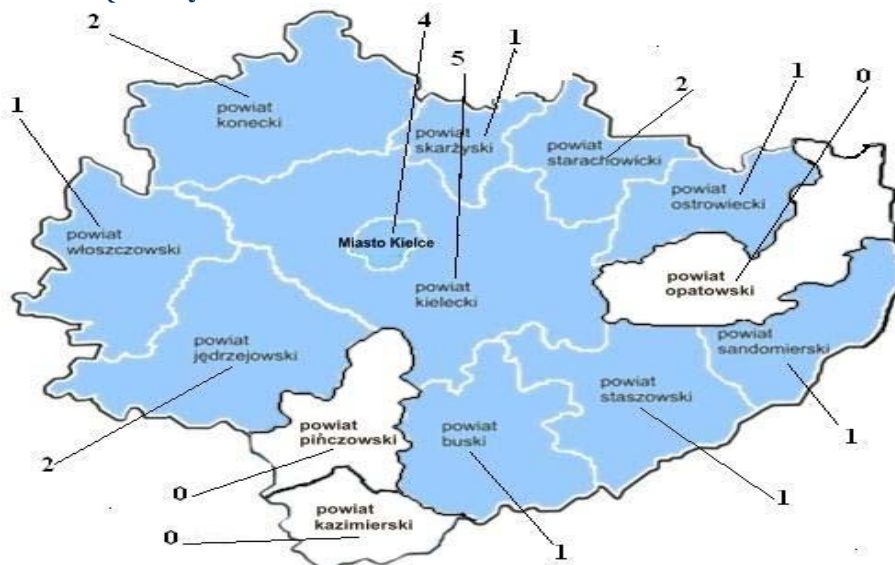 2
4
5
1
1
0
powiat
konecki
powiat
skarżyski
2
powiat
starachowicki
1
powiat
ostrowiecki
powiat
włoszczowski
Miasto Kielce
powiat
kielecki
powiat
opatowski
powiat
jędrzejowski
powiat
sandomierski
powiat
staszowski
powiat
pińczowski
powiat
buski
1
2
0
1
powiat
kazimierski
0
1